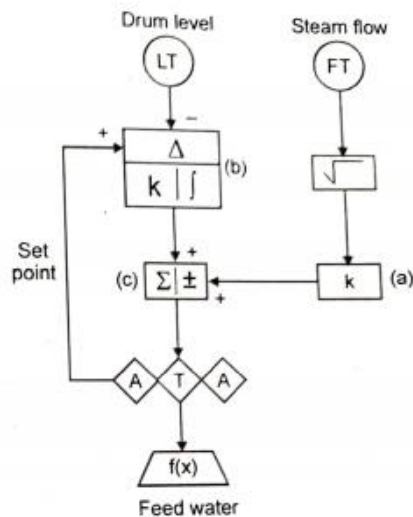 Drum level
Steam flow
LT
FT
+
−
Δ
k | ∫
(b)
√
Set
point
+
(c)
Σ | ±
+
k
(a)
A
T
A
f(x)
Feed water